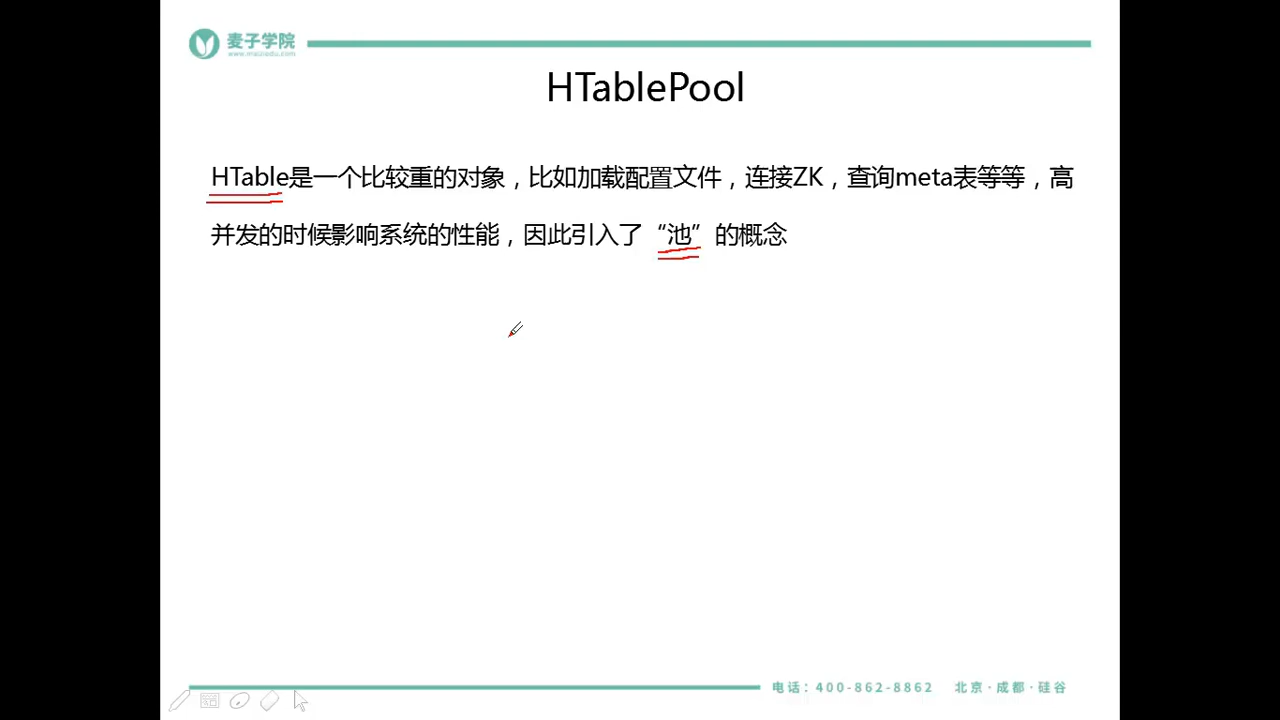 麦子学院
www.maiziedu.com
HTablePool
HTable是一个比较重的对象，比如加载配置文件，连接ZK，查询meta表等等，高
并发的时候影响系统的性能，因此引入了“池”的概念
电话：400-862-8862 北京·成都·硅谷